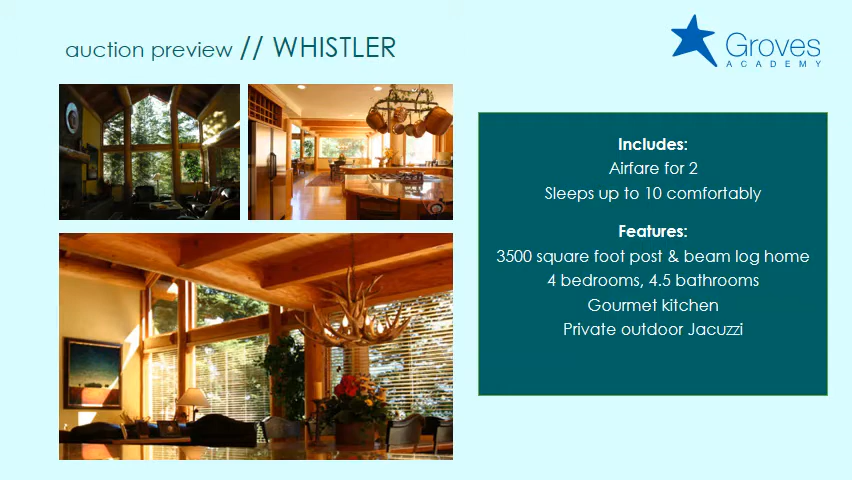 auction preview // WHISTLER
Groves
ACADEMY
Includes:
Airfare for 2
Sleeps up to 10 comfortably
Features:
3500 square foot post & beam log home
4 bedrooms, 4.5 bathrooms
Gourmet kitchen
Private outdoor Jacuzzi